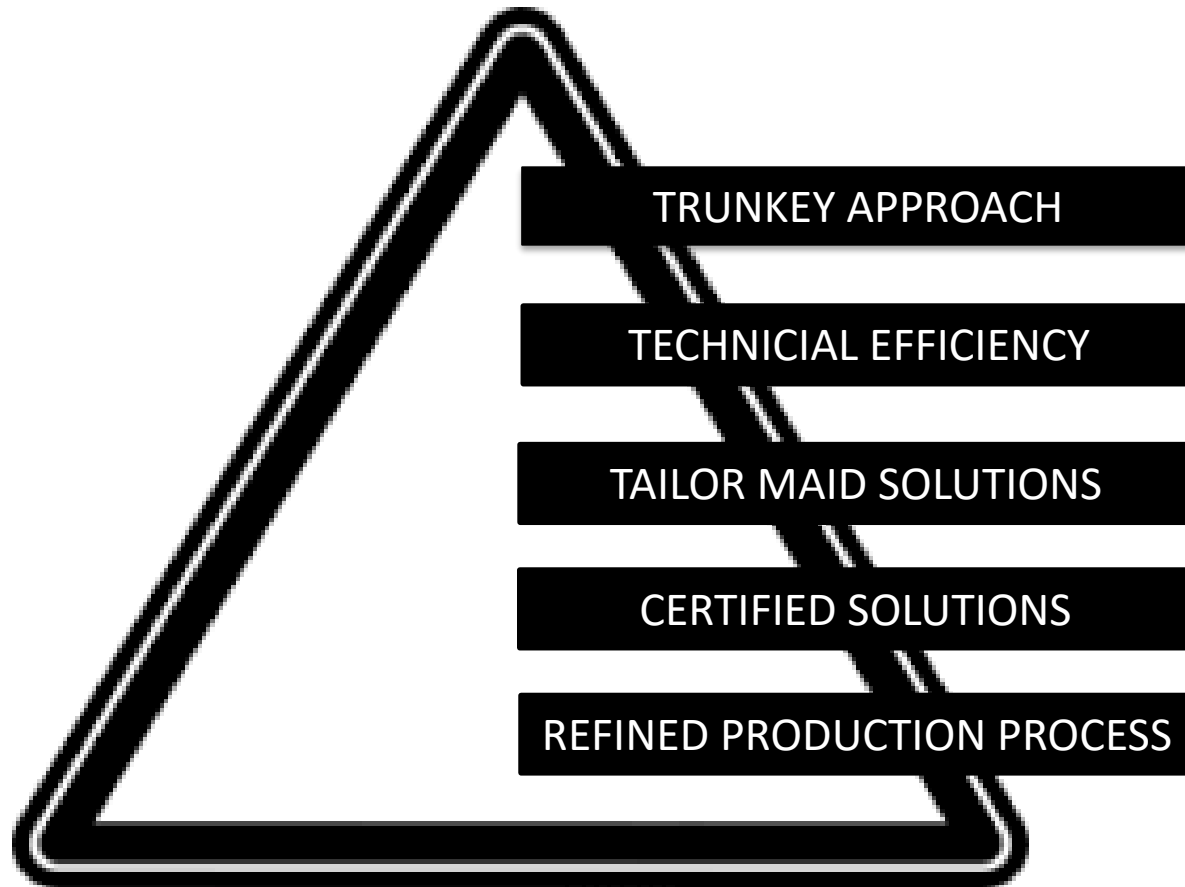 TRUNKEY APPROACH
TECHNICIAL EFFICIENCY
TAILOR MAID SOLUTIONS
CERTIFIED SOLUTIONS
REFINED PRODUCTION PROCESS